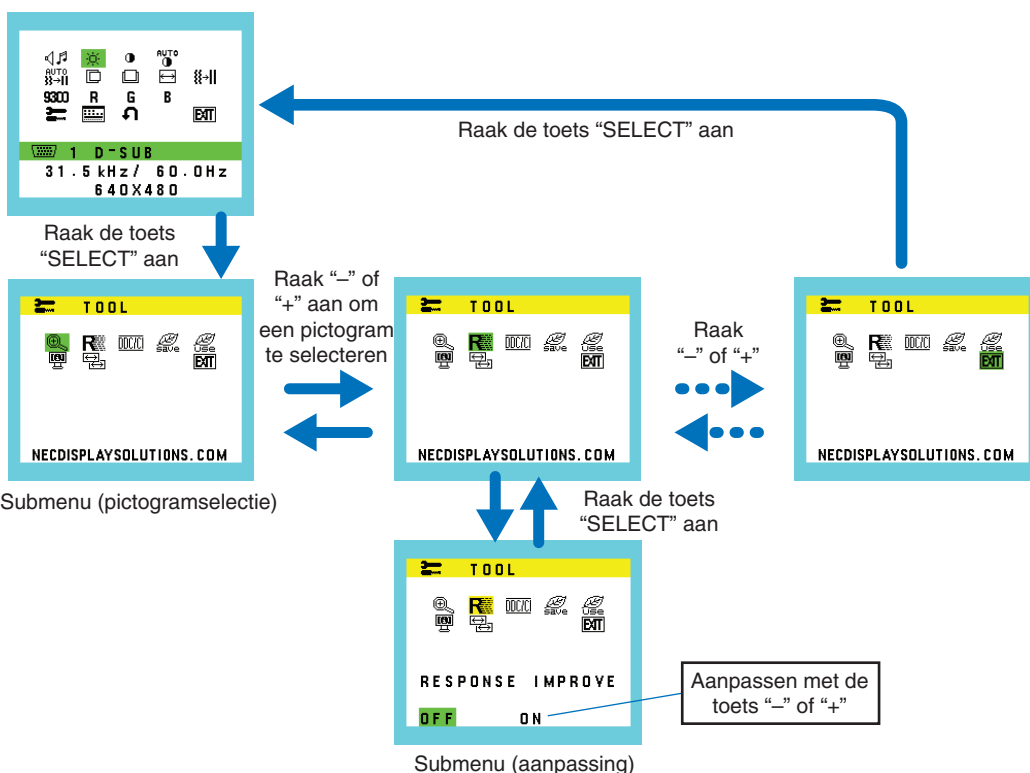 AUTO
AUTO
9300 R G B
EXIT
1 D-SUB
31.5 kHz/ 60.0Hz
640X480
Raak de toets “SELECT” aan
Raak de toets
“SELECT” aan
TOOL
R DDC/CI save use
EXIT
NECDISPLAYSOLUTIONS.COM
Submenu (pictogramselectie)
Raak “–” of
“+” aan om
een pictogram
te selecteren
TOOL
R DDC/CI save use
EXIT
NECDISPLAYSOLUTIONS.COM
Raak
“–” of “+”
TOOL
R DDC/CI save use
EXIT
NECDISPLAYSOLUTIONS.COM
Raak de toets
“SELECT” aan
TOOL
R DDC/CI save use
EXIT
RESPONSE IMPROVE
OFF ON
Aanpassen met de
toets “–” of “+”
Submenu (aanpassing)